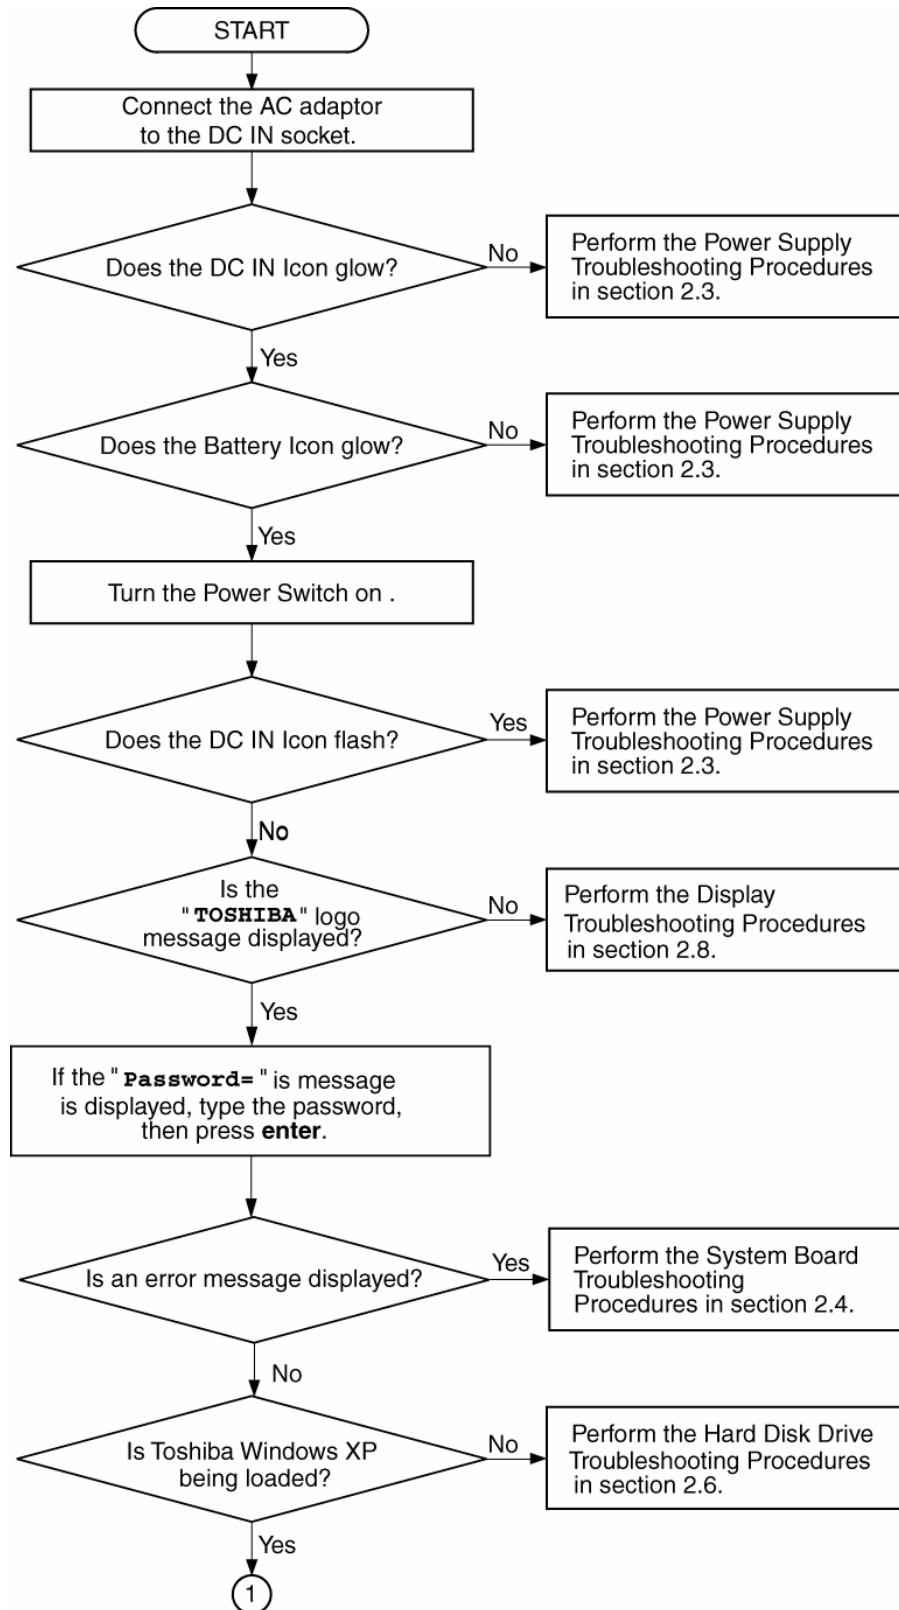 START
Connect the AC adaptor
to the DC IN socket.
Does the DC IN Icon glow?
No
Perform the Power Supply
Troubleshooting Procedures
in section 2.3.
Yes
Does the Battery Icon glow?
No
Perform the Power Supply
Troubleshooting Procedures
in section 2.3.
Yes
Turn the Power Switch on .
Does the DC IN Icon flash?
Yes
Perform the Power Supply
Troubleshooting Procedures
in section 2.3.
No
Is the
" TOSHIBA " logo
message displayed?
No
Perform the Display
Troubleshooting Procedures
in section 2.8.
Yes
If the " Password= " is message
is displayed, type the password,
then press enter.
Is an error message displayed?
Yes
Perform the System Board
Troubleshooting
Procedures in section 2.4.
No
Is Toshiba Windows XP
being loaded?
No
Perform the Hard Disk Drive
Troubleshooting Procedures
in section 2.6.
Yes
1